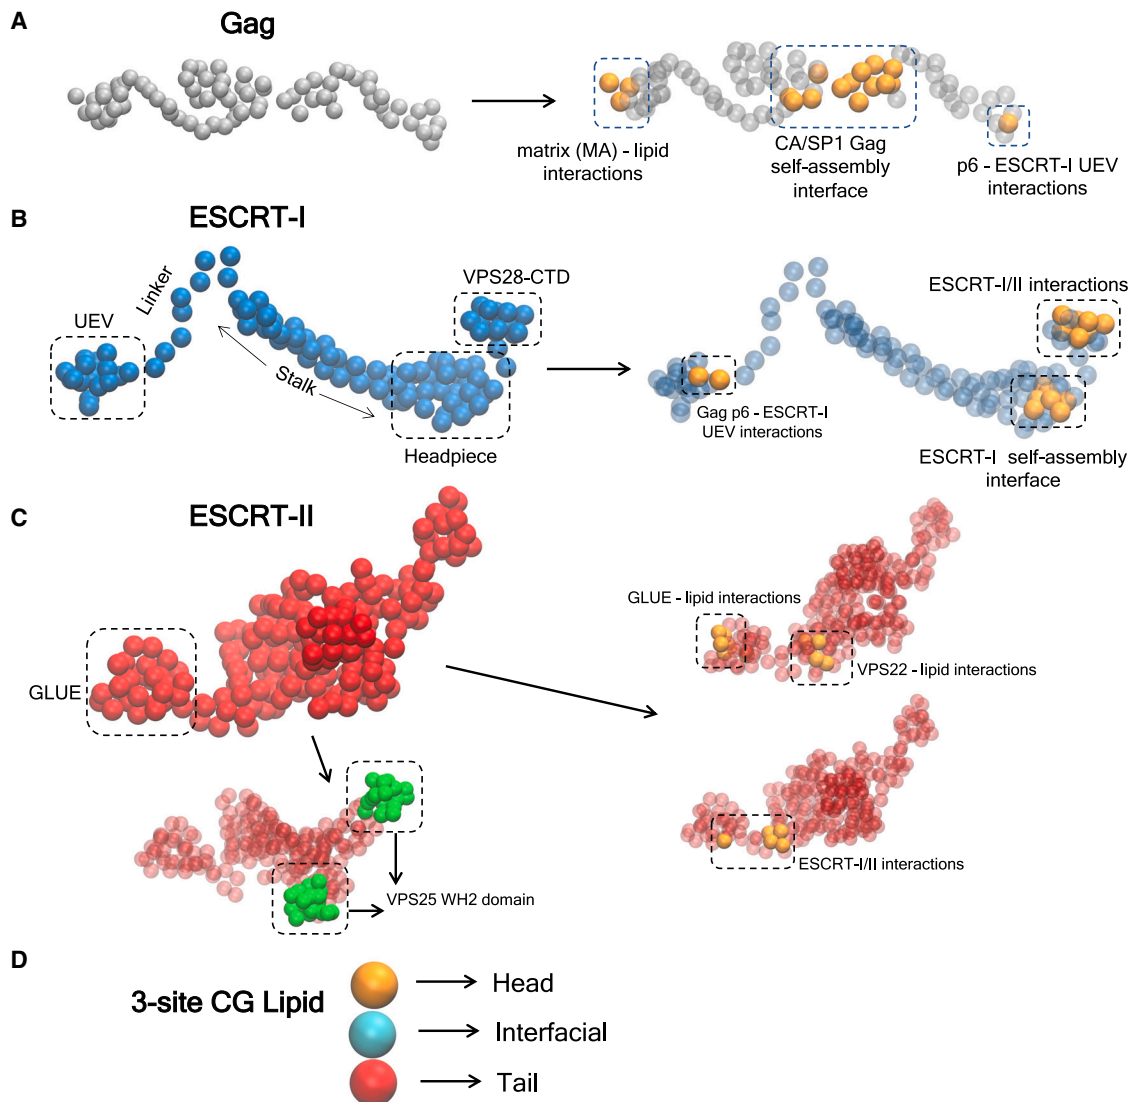 A
Gag
matrix (MA) - lipid
interactions
CA/SP1 Gag
self-assembly
interface
p6 - ESCRT-I UEV
interactions
B
ESCRT-I
UEV
Linker
Stalk
VPS28-CTD
Headpiece
Gag p6 - ESCRT-I
UEV interactions
ESCRT-I/II interactions
ESCRT-I self-assembly
interface
C
ESCRT-II
GLUE
VPS25 WH2 domain
GLUE - lipid interactions
VPS22 - lipid interactions
ESCRT-I/II interactions
D
3-site CG Lipid
Head
Interfacial
Tail